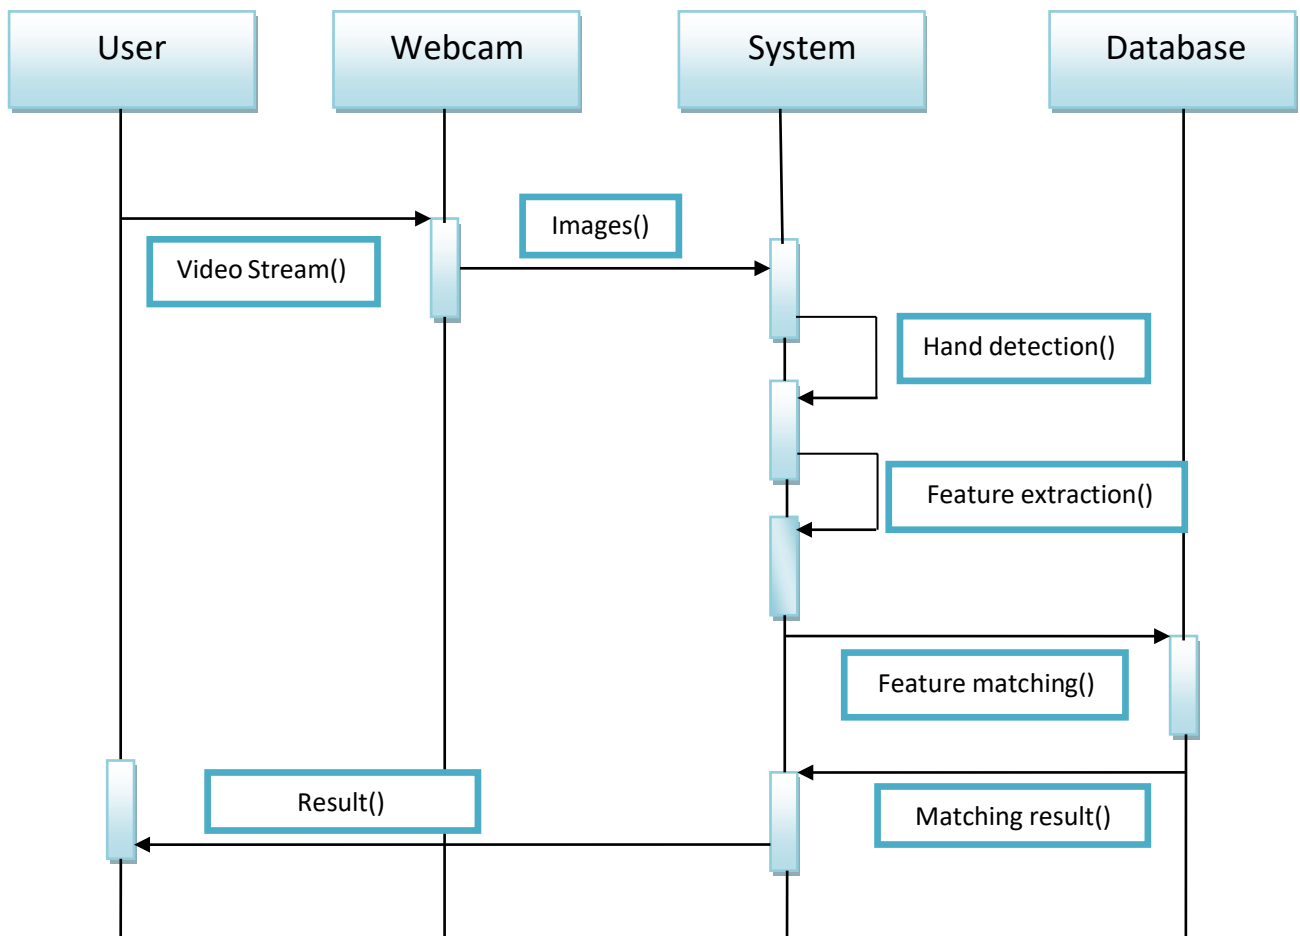 User
Webcam
System
Database
Images()
Video Stream()
Hand detection()
Feature extraction()
Feature matching()
Result()
Matching result()